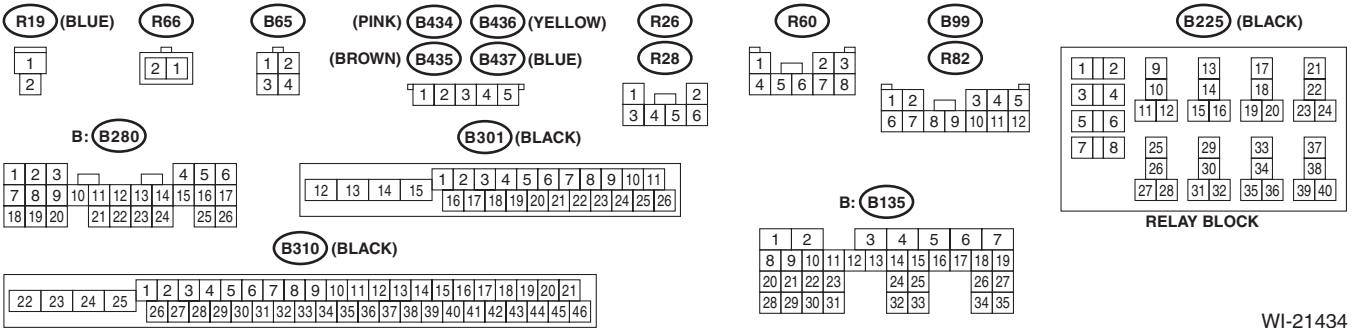 R19 (BLUE) R66 B65 (PINK) B434 B436 (YELLOW) R26 R60 B99 B225 (BLACK)
(BROWN) B435 B437 (BLUE) R28 R82
1
2
2 1
1 2
3 4
1 2 3 4 5
1 2
3 4 5 6
1 2 3
4 5 6 7 8
1 2 3 4 5
6 7 8 9 10 11 12
1 2 9 13 17 21
10 14 18 22
3 4 11 12 15 16 19 20 23 24
5 6
7 8 25 29 33 37
26 30 34 38
27 28 31 32 35 36 39 40
RELAY BLOCK
B: B280
1 2 3 4 5 6
7 8 9 10 11 12 13 14 15 16 17
18 19 20 21 22 23 24 25 26
B301 (BLACK)
12 13 14 15 1 2 3 4 5 6 7 8 9 10 11
16 17 18 19 20 21 22 23 24 25 26
B: B135
1 2 3 4 5 6 7
8 9 10 11 12 13 14 15 16 17 18 19
20 21 22 23 24 25 26 27
28 29 30 31 32 33 34 35
B310 (BLACK)
22 23 24 25 1 2 3 4 5 6 7 8 9 10 11 12 13 14 15 16 17 18 19 20 21
26 27 28 29 30 31 32 33 34 35 36 37 38 39 40 41 42 43 44 45 46
WI-21434